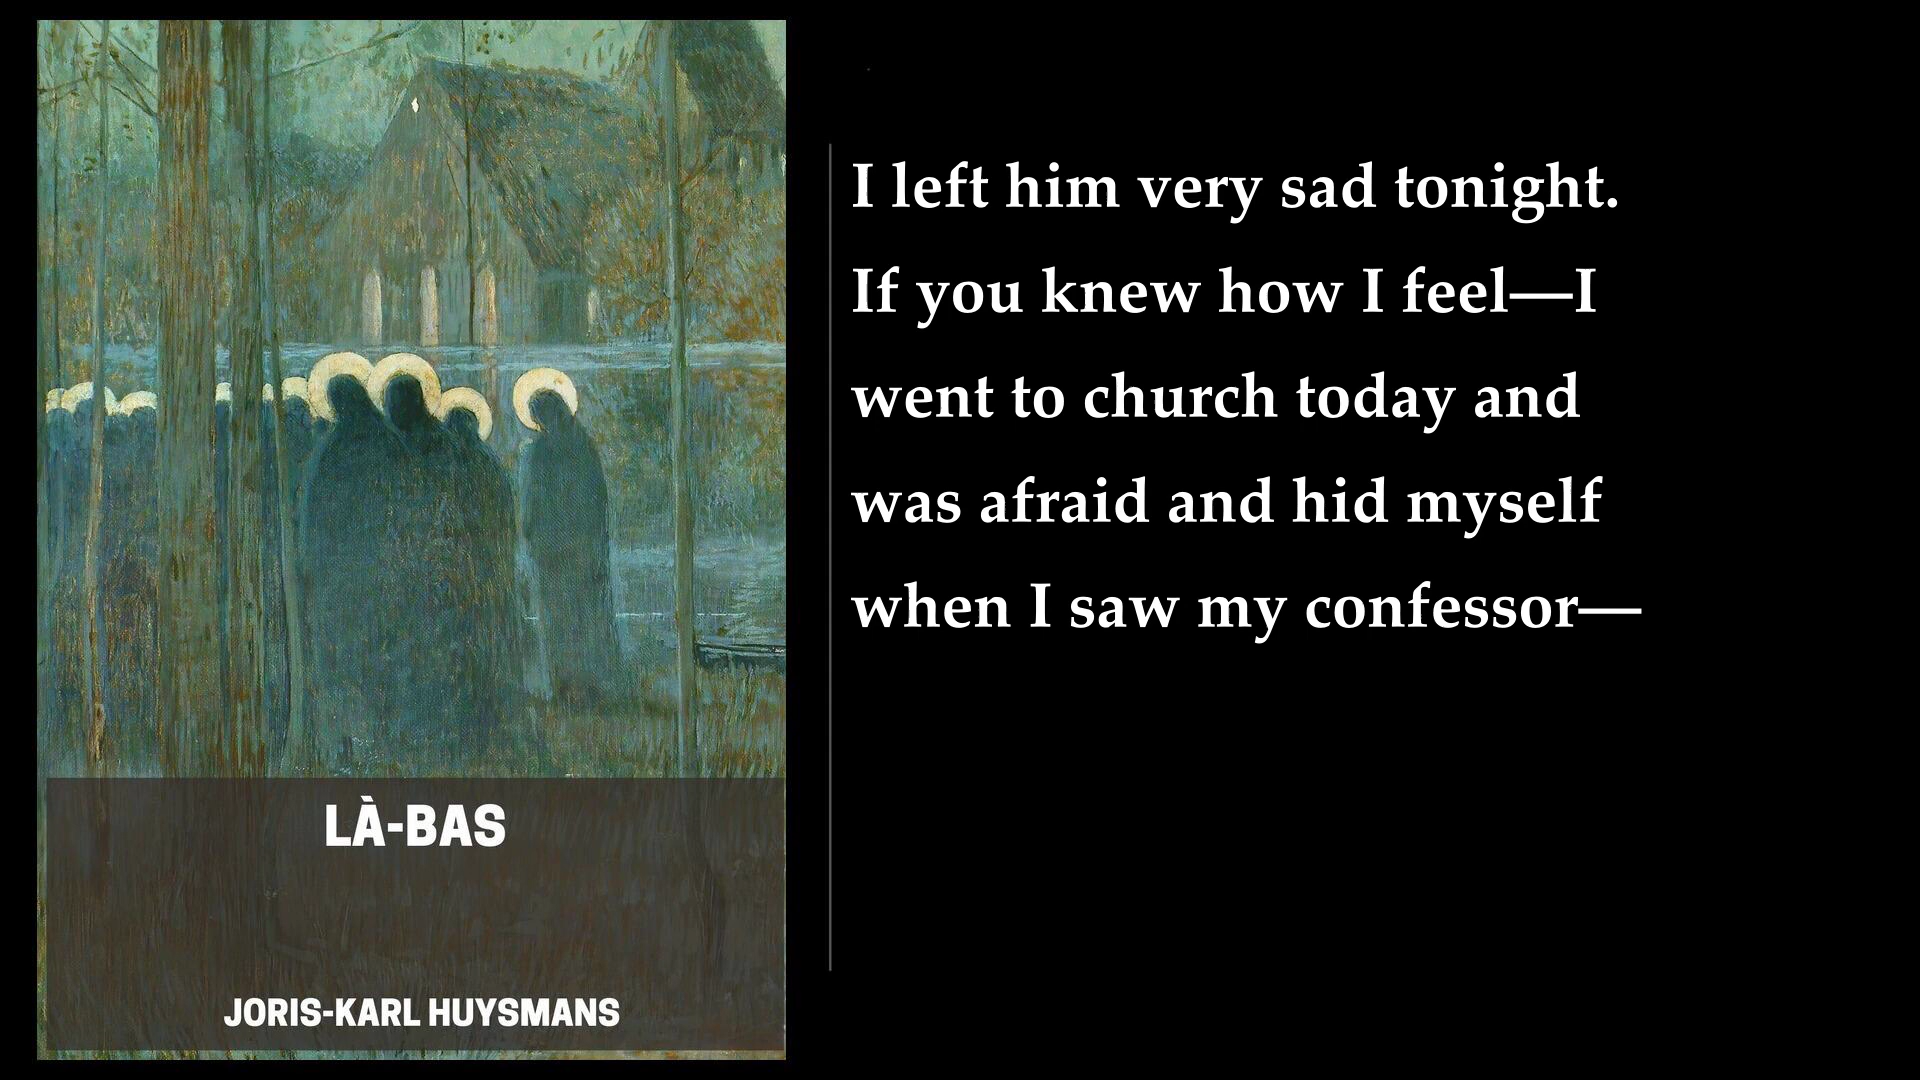 LÀ-BAS
JORIS-KARL HUYSMANS
I left him very sad tonight.
If you knew how I feel—I
went to church today and
was afraid and hid myself
when I saw my confessor—